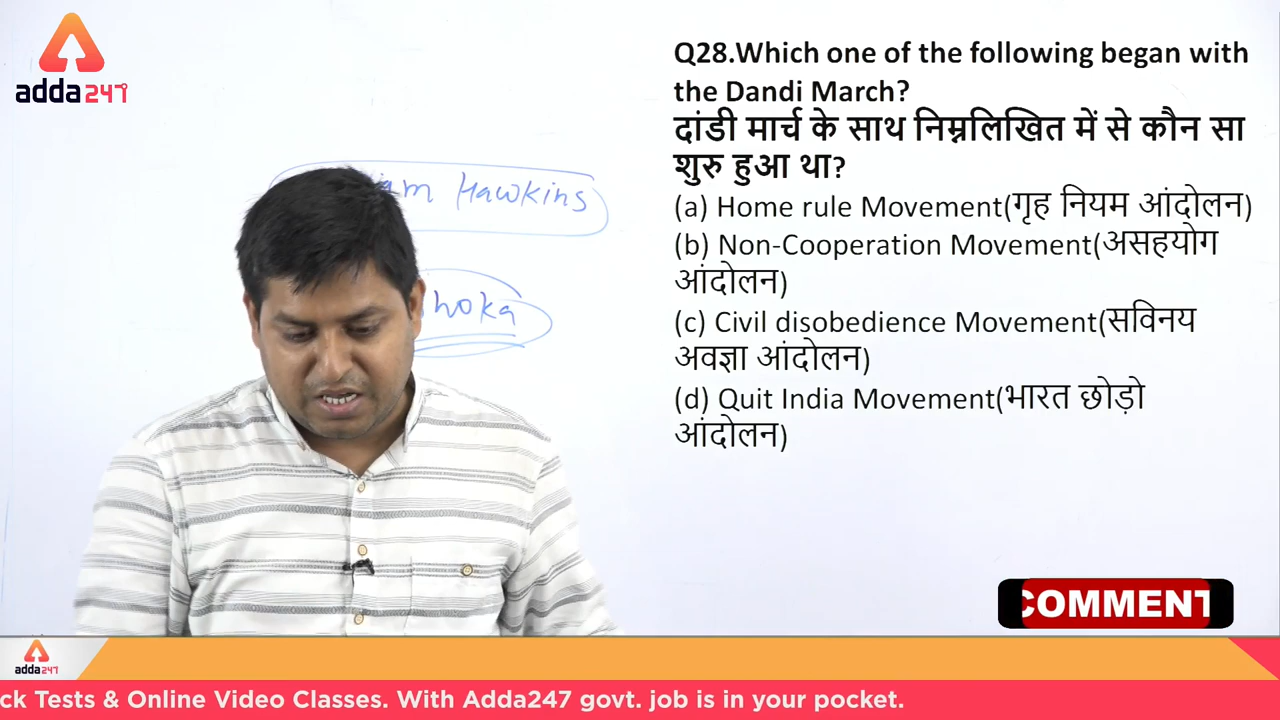 adda247
Q28.Which one of the following began with
the Dandi March?
दांडी मार्च के साथ निम्नलिखित में से कौन सा
शुरु हुआ था?
(a) Home rule Movement(गृह नियम आंदोलन)
(b) Non-Cooperation Movement(असहयोग
आंदोलन)
(c) Civil disobedience Movement(सविनय
अवज्ञा आंदोलन)
(d) Quit India Movement(भारत छोड़ो
आंदोलन)
am Hawkins
hoka
COMMENT
adda247
ck Tests & Online Video Classes. With Adda247 govt. job is in your pocket.